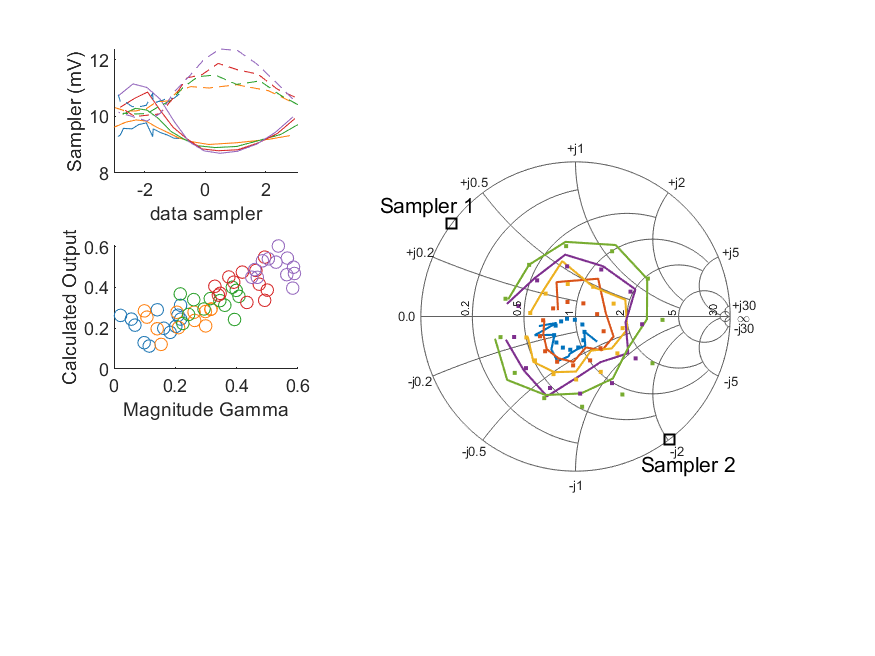 Sampler (mV)
12
10
8
-2
0
2
data sampler
Calculated Output
0.6
0.4
0.2
0
0
0.2
0.4
0.6
Magnitude Gamma
+j1
+j0.5
+j2
Sampler 1
+j0.2
+j5
0.0
0.2
0.5
1
2
5
30
+j30
∞
-j30
-j0.2
-j5
-j0.5
-j2
Sampler 2
-j1